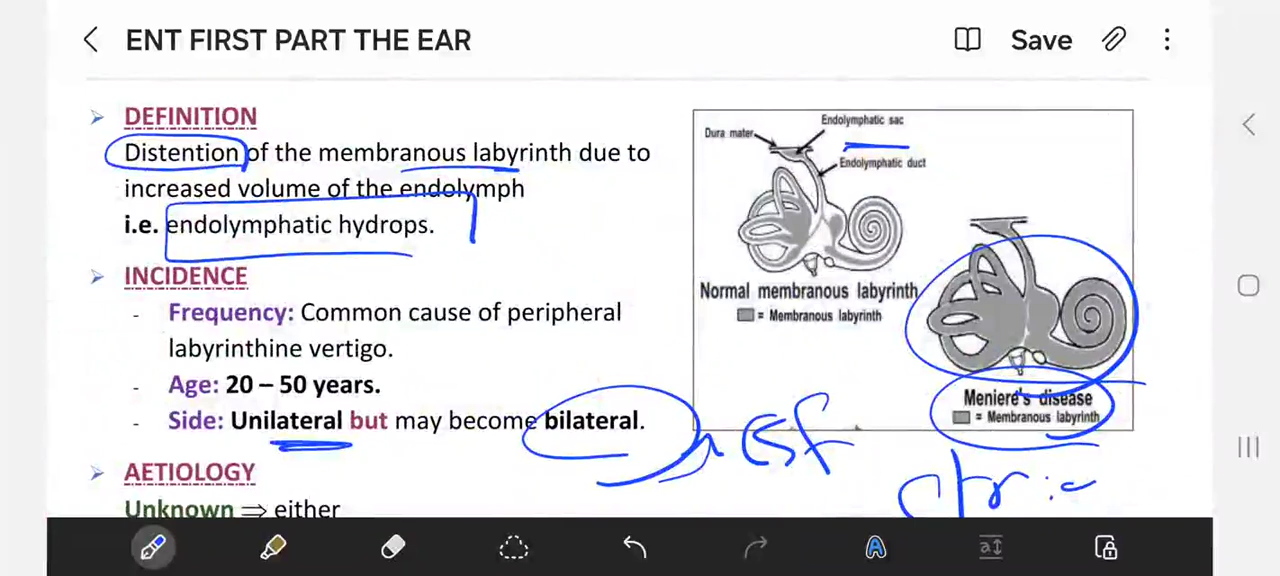 ENT FIRST PART THE EAR
Save
DEFINITION
Distention of the membranous labyrinth due to
increased volume of the endolymph
i.e. endolymphatic hydrops.
INCIDENCE
- Frequency: Common cause of peripheral
labyrinthine vertigo.
- Age: 20 – 50 years.
- Side: Unilateral but may become bilateral.
AETIOLOGY
Unknown ⇒ either
Endolymphatic sac
Dura mater
Endolymphatic duct
Normal membranous labyrinth
= Membranous labyrinth
Meniere's disease
= Membranous labyrinth